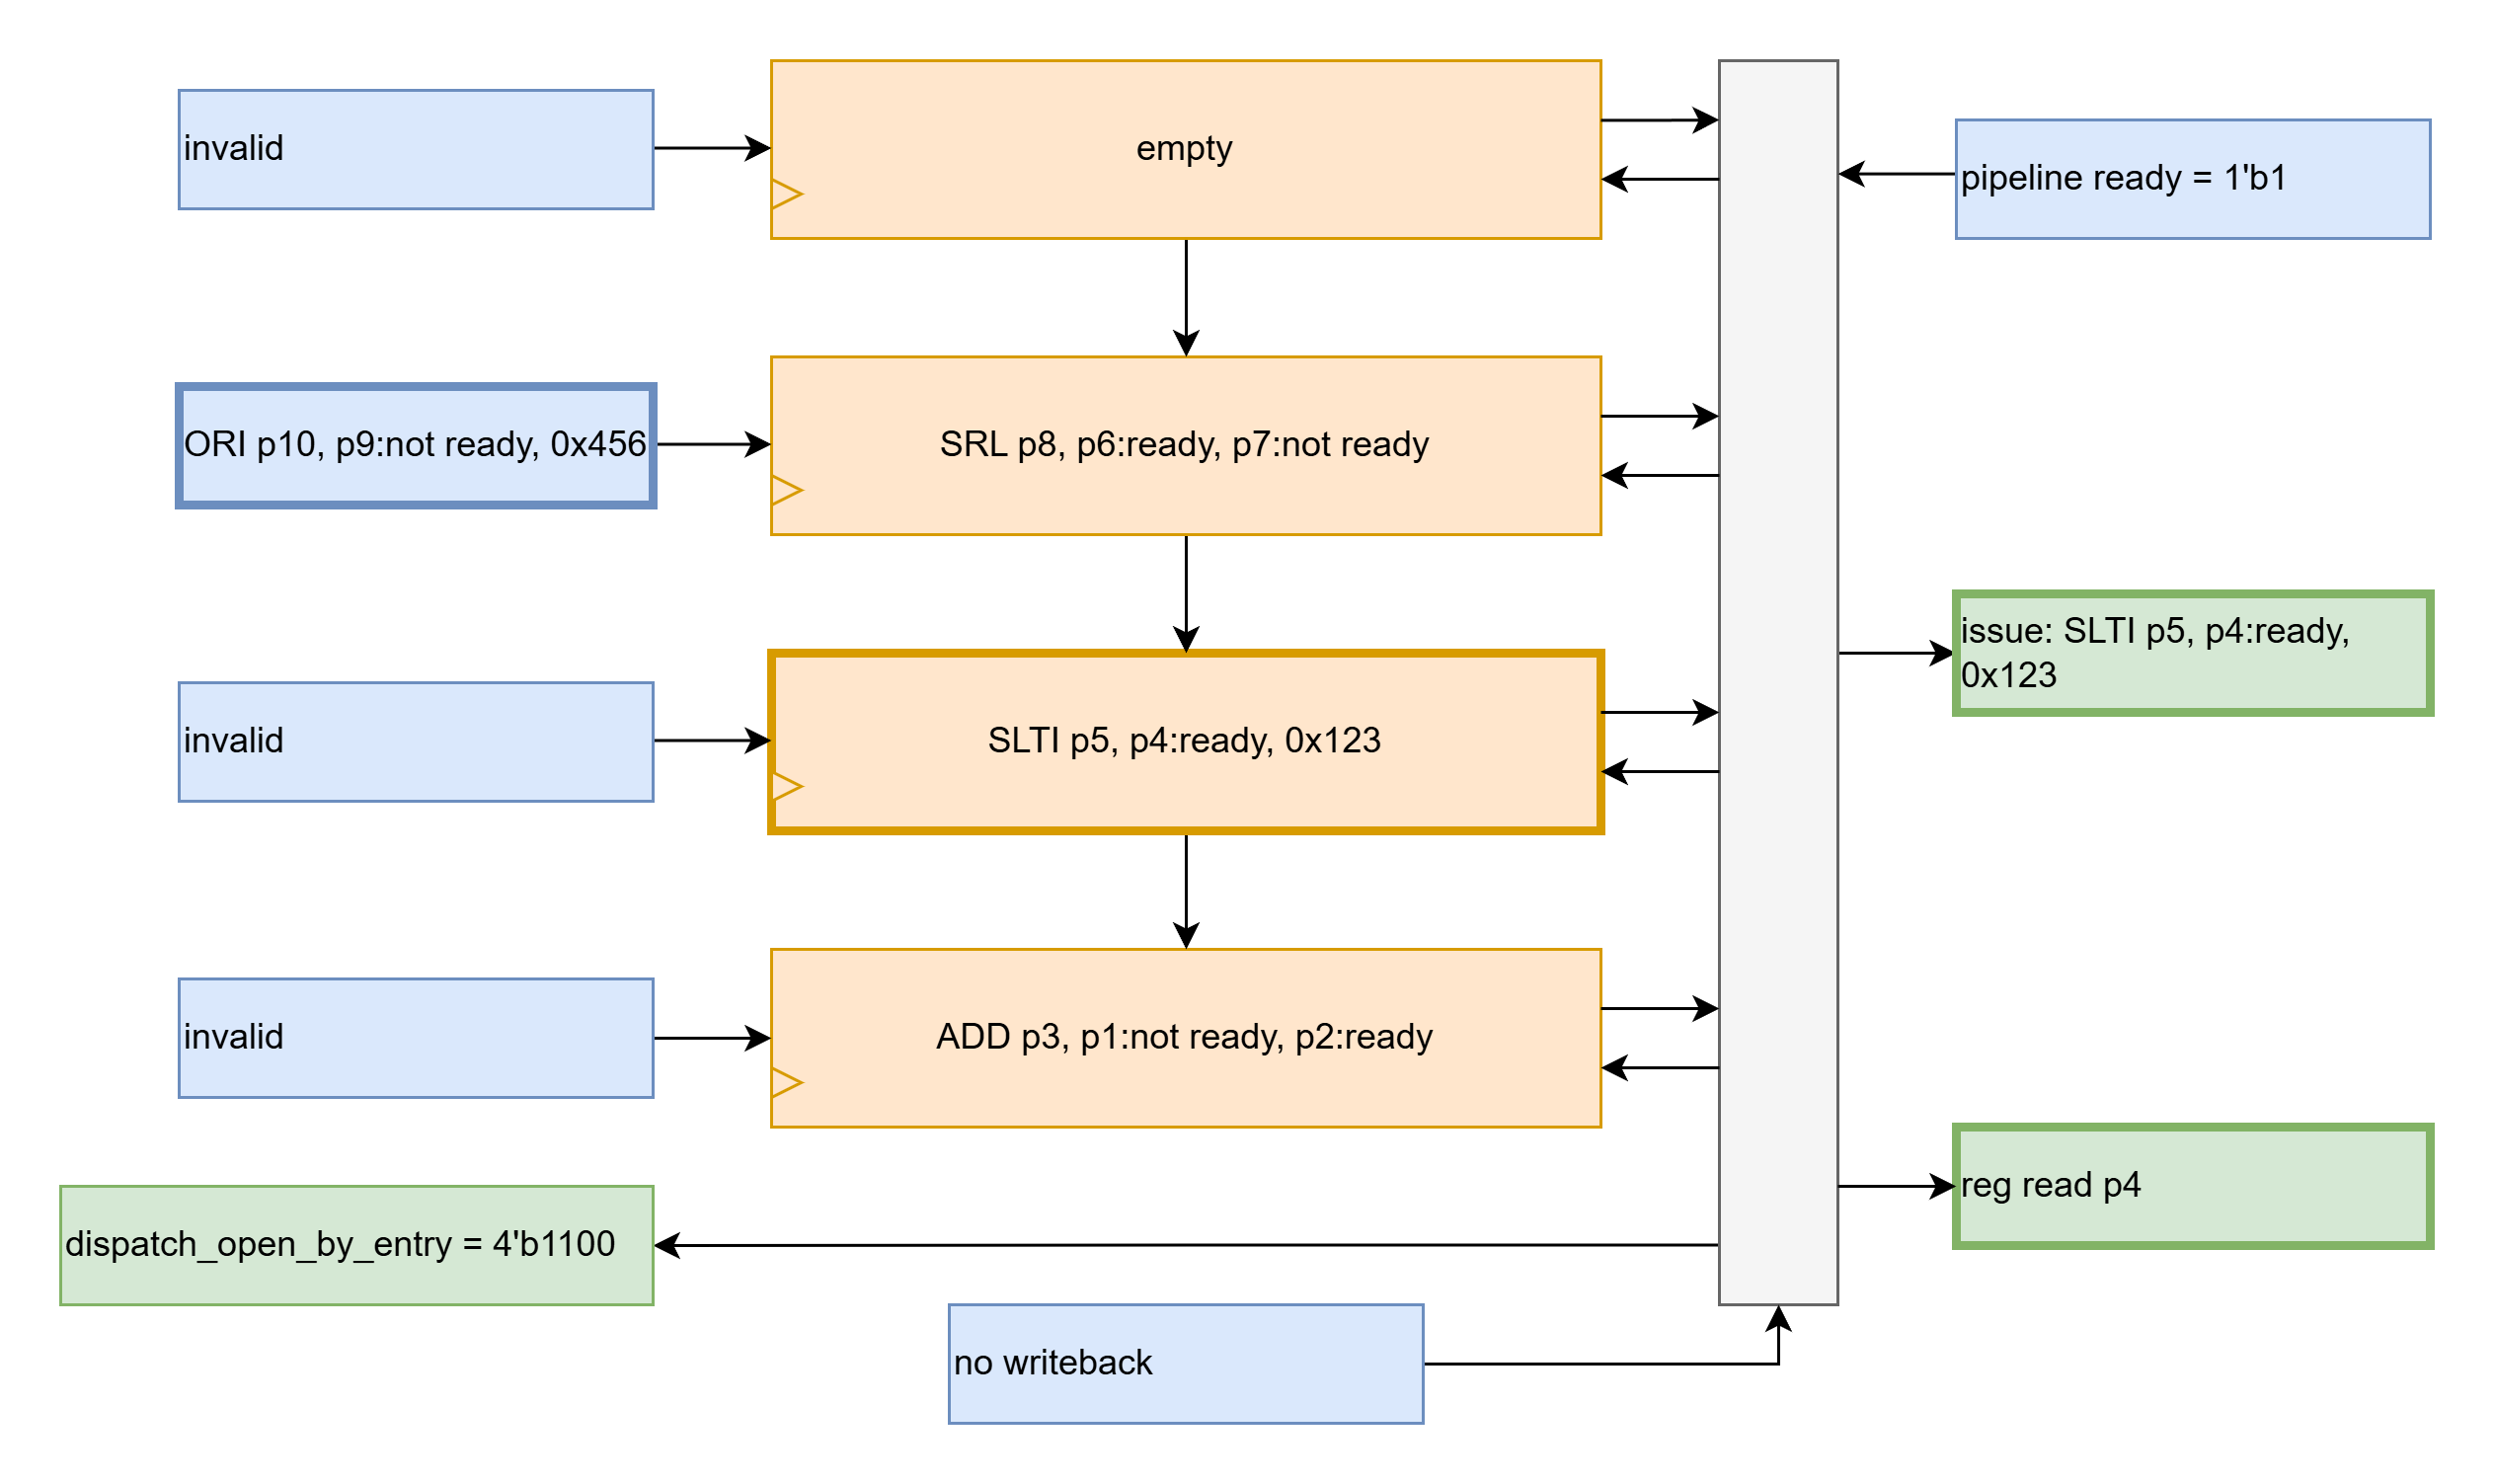 invalid
empty
pipeline ready = 1'b1
ORI p10, p9:not ready, 0x456
SRL p8, p6:ready, p7:not ready
issue: SLTI p5, p4:ready,
0x123
invalid
SLTI p5, p4:ready, 0x123
invalid
ADD p3, p1:not ready, p2:ready
reg read p4
dispatch_open_by_entry = 4'b1100
no writeback